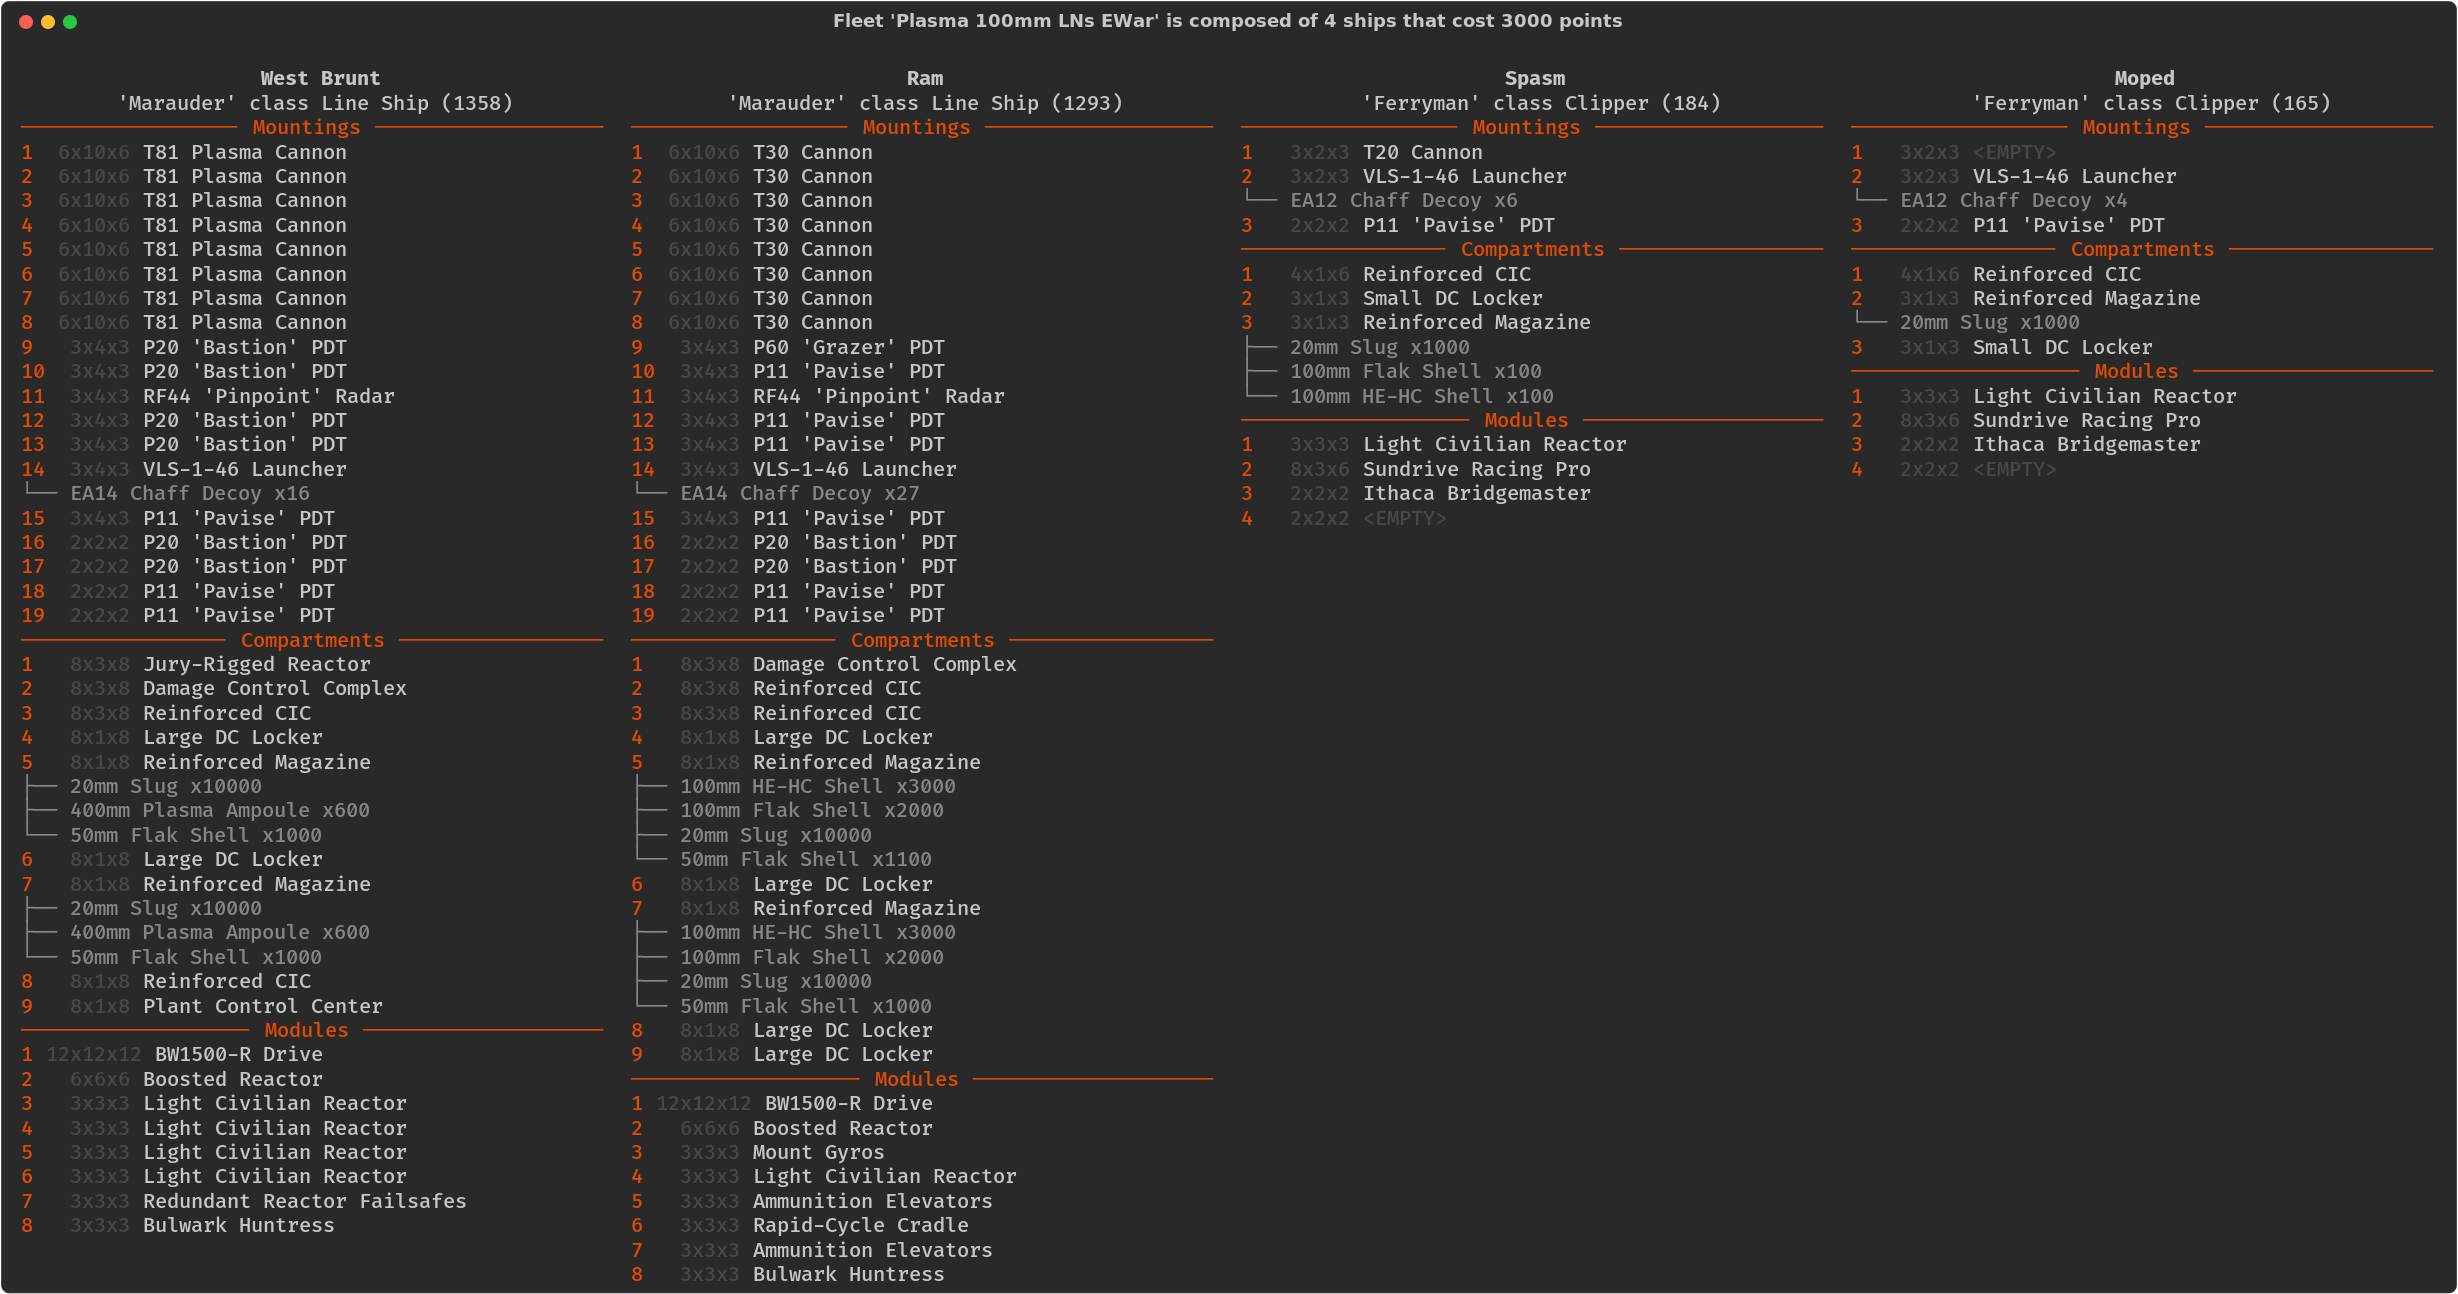 Fleet 'Plasma 100mm LNs EWar' is composed of 4 ships that cost 3000 points
West Brunt
'Marauder' class Line Ship (1358)
Mountings
1 6x10x6 T81 Plasma Cannon
2 6x10x6 T81 Plasma Cannon
3 6x10x6 T81 Plasma Cannon
4 6x10x6 T81 Plasma Cannon
5 6x10x6 T81 Plasma Cannon
6 6x10x6 T81 Plasma Cannon
7 6x10x6 T81 Plasma Cannon
8 6x10x6 T81 Plasma Cannon
9 3x4x3 P20 'Bastion' PDT
10 3x4x3 P20 'Bastion' PDT
11 3x4x3 RF44 'Pinpoint' Radar
12 3x4x3 P20 'Bastion' PDT
13 3x4x3 P20 'Bastion' PDT
14 3x4x3 VLS-1-46 Launcher
└── EA14 Chaff Decoy x16
15 3x4x3 P11 'Pavise' PDT
16 2x2x2 P20 'Bastion' PDT
17 2x2x2 P20 'Bastion' PDT
18 2x2x2 P11 'Pavise' PDT
19 2x2x2 P11 'Pavise' PDT
Compartments
1 8x3x8 Jury-Rigged Reactor
2 8x3x8 Damage Control Complex
3 8x3x8 Reinforced CIC
4 8x1x8 Large DC Locker
5 8x1x8 Reinforced Magazine
├── 20mm Slug x10000
├── 400mm Plasma Ampoule x600
└── 50mm Flak Shell x1000
6 8x1x8 Large DC Locker
7 8x1x8 Reinforced Magazine
├── 20mm Slug x10000
├── 400mm Plasma Ampoule x600
└── 50mm Flak Shell x1000
8 8x1x8 Reinforced CIC
9 8x1x8 Plant Control Center
Modules
1 12x12x12 BW1500-R Drive
2 6x6x6 Boosted Reactor
3 3x3x3 Light Civilian Reactor
4 3x3x3 Light Civilian Reactor
5 3x3x3 Light Civilian Reactor
6 3x3x3 Light Civilian Reactor
7 3x3x3 Redundant Reactor Failsafes
8 3x3x3 Bulwark Huntress
Ram
'Marauder' class Line Ship (1293)
Mountings
1 6x10x6 T30 Cannon
2 6x10x6 T30 Cannon
3 6x10x6 T30 Cannon
4 6x10x6 T30 Cannon
5 6x10x6 T30 Cannon
6 6x10x6 T30 Cannon
7 6x10x6 T30 Cannon
8 6x10x6 T30 Cannon
9 3x4x3 P60 'Grazer' PDT
10 3x4x3 P11 'Pavise' PDT
11 3x4x3 RF44 'Pinpoint' Radar
12 3x4x3 P11 'Pavise' PDT
13 3x4x3 P11 'Pavise' PDT
14 3x4x3 VLS-1-46 Launcher
└── EA14 Chaff Decoy x27
15 3x4x3 P11 'Pavise' PDT
16 2x2x2 P20 'Bastion' PDT
17 2x2x2 P20 'Bastion' PDT
18 2x2x2 P11 'Pavise' PDT
19 2x2x2 P11 'Pavise' PDT
Compartments
1 8x3x8 Damage Control Complex
2 8x3x8 Reinforced CIC
3 8x3x8 Reinforced CIC
4 8x1x8 Large DC Locker
5 8x1x8 Reinforced Magazine
├── 100mm HE-HC Shell x3000
├── 100mm Flak Shell x2000
├── 20mm Slug x10000
└── 50mm Flak Shell x1100
6 8x1x8 Large DC Locker
7 8x1x8 Reinforced Magazine
├── 100mm HE-HC Shell x3000
├── 100mm Flak Shell x2000
├── 20mm Slug x10000
└── 50mm Flak Shell x1000
8 8x1x8 Large DC Locker
9 8x1x8 Large DC Locker
Modules
1 12x12x12 BW1500-R Drive
2 6x6x6 Boosted Reactor
3 3x3x3 Mount Gyros
4 3x3x3 Light Civilian Reactor
5 3x3x3 Ammunition Elevators
6 3x3x3 Rapid-Cycle Cradle
7 3x3x3 Ammunition Elevators
8 3x3x3 Bulwark Huntress
Spasm
'Ferryman' class Clipper (184)
Mountings
1 3x2x3 T20 Cannon
2 3x2x3 VLS-1-46 Launcher
└── EA12 Chaff Decoy x6
3 2x2x2 P11 'Pavise' PDT
Compartments
1 4x1x6 Reinforced CIC
2 3x1x3 Small DC Locker
3 3x1x3 Reinforced Magazine
├── 20mm Slug x1000
├── 100mm Flak Shell x100
└── 100mm HE-HC Shell x100
Modules
1 3x3x3 Light Civilian Reactor
2 8x3x6 Sundrive Racing Pro
3 2x2x2 Ithaca Bridgemaster
4 2x2x2 <EMPTY>
Moped
'Ferryman' class Clipper (165)
Mountings
1 3x2x3 <EMPTY>
2 3x2x3 VLS-1-46 Launcher
└── EA12 Chaff Decoy x4
3 2x2x2 P11 'Pavise' PDT
Compartments
1 4x1x6 Reinforced CIC
2 3x1x3 Reinforced Magazine
└── 20mm Slug x1000
3 3x1x3 Small DC Locker
Modules
1 3x3x3 Light Civilian Reactor
2 8x3x6 Sundrive Racing Pro
3 2x2x2 Ithaca Bridgemaster
4 2x2x2 <EMPTY>